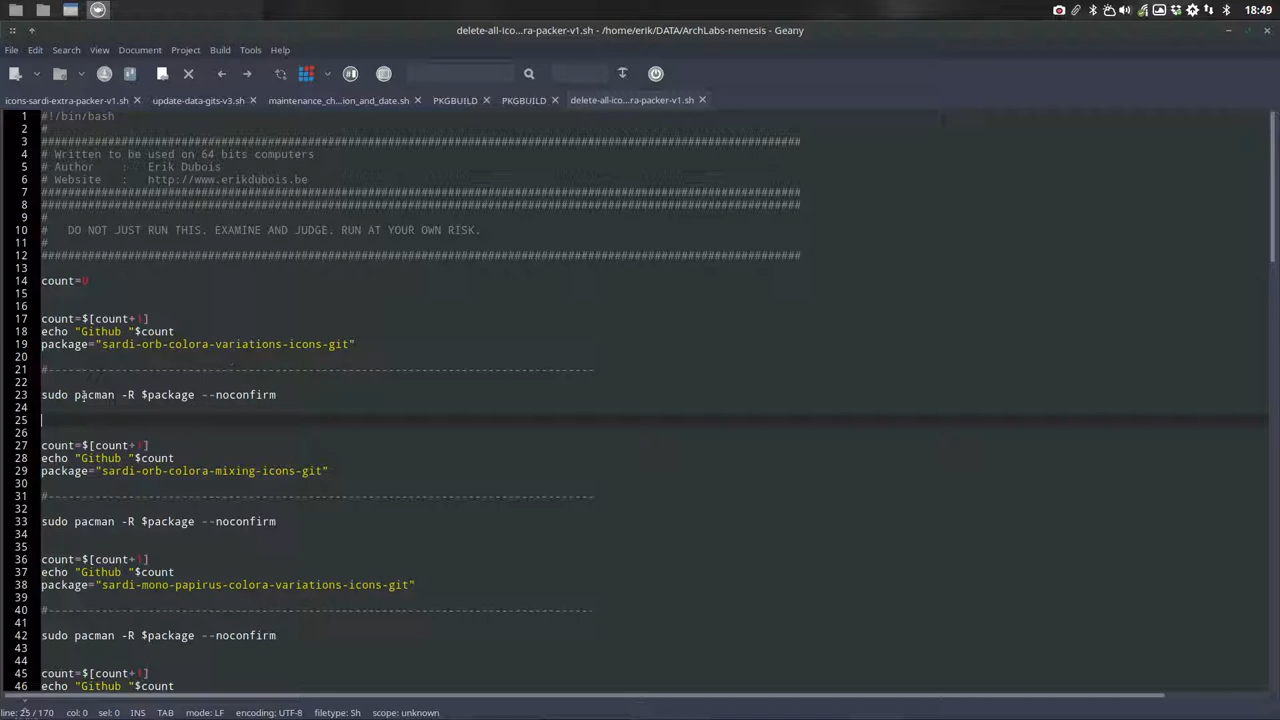 18:49
delete-all-ico...ra-packer-v1.sh - /home/erik/DATA/ArchLabs-nemesis - Geany
File Edit Search View Document Project Build Tools Help
icons-sardi-extra-packer-v1.sh update-data-gits-v3.sh maintenance_ch...ion_and_date.sh PKGBUILD PKGBUILD delete-all-ico...ra-packer-v1.sh
1 #!/bin/bash
2 #
3 ##################################################################################################################
4 # Written to be used on 64 bits computers
5 # Author : Erik Dubois
6 # Website : http://www.erikdubois.be
7 ##################################################################################################################
8 ##################################################################################################################
9 #
10 # DO NOT JUST RUN THIS. EXAMINE AND JUDGE. RUN AT YOUR OWN RISK.
11 #
12 ##################################################################################################################
13
14 count=0
15
16
17 count=$[count+1]
18 echo "Github "$count
19 package="sardi-orb-colora-variations-icons-git"
20
21 #----------------------------------------------------------------------------------
22
23 sudo pacman -R $package --noconfirm
24
25
26
27 count=$[count+1]
28 echo "Github "$count
29 package="sardi-orb-colora-mixing-icons-git"
30
31 #----------------------------------------------------------------------------------
32
33 sudo pacman -R $package --noconfirm
34
35
36 count=$[count+1]
37 echo "Github "$count
38 package="sardi-mono-papirus-colora-variations-icons-git"
39
40 #----------------------------------------------------------------------------------
41
42 sudo pacman -R $package --noconfirm
43
44
45 count=$[count+1]
46 echo "Github "$count
line: 25 / 170 col: 0 sel: 0 INS TAB mode: LF encoding: UTF-8 filetype: Sh scope: unknown